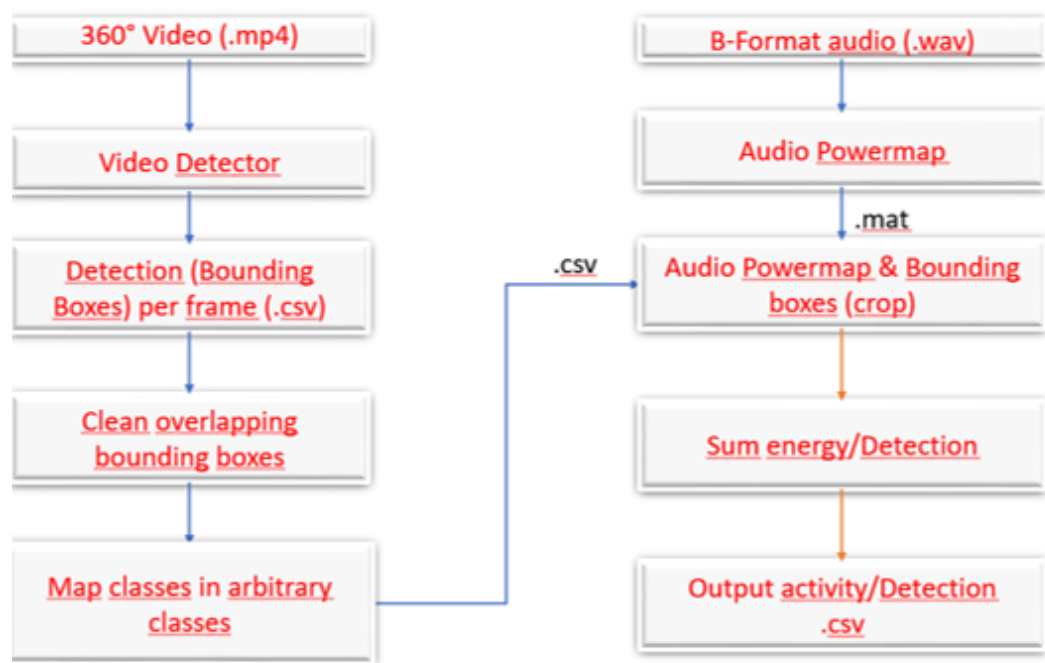 360° Video (.mp4)
Video Detector
Detection (Bounding
Boxes) per frame (.csv)
Clean overlapping
bounding boxes
Map classes in arbitrary
classes
.csv
B-Format audio (.wav)
Audio Powermap
.mat
Audio Powermap & Bounding
boxes (crop)
Sum energy/Detection
Output activity/Detection
.csv